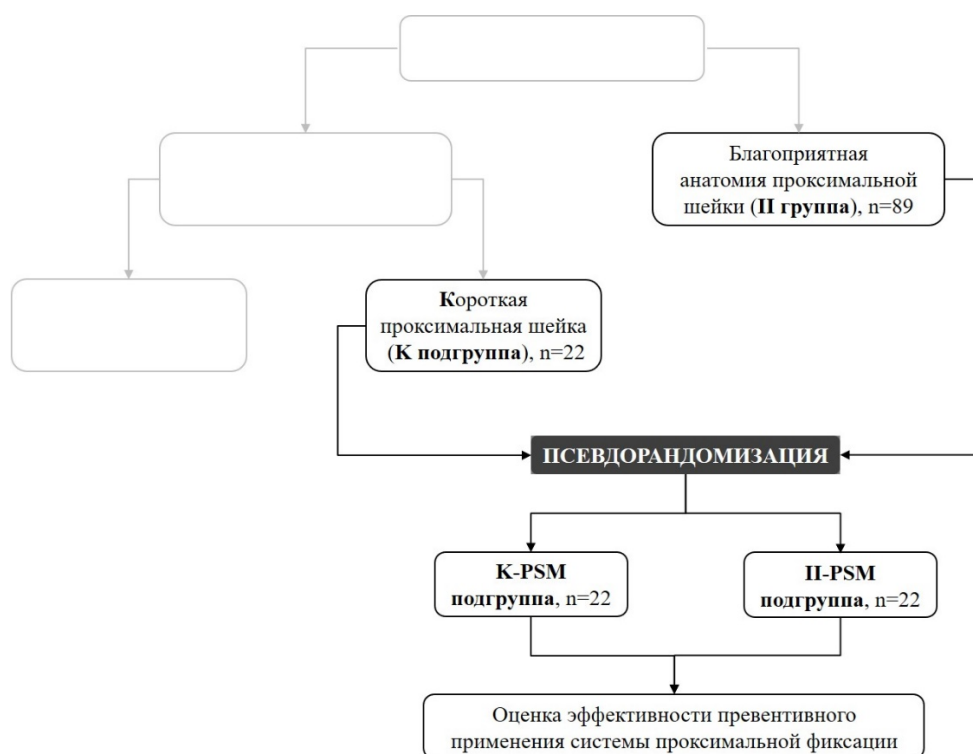 Благоприятная
анатомия проксимальной
шейки (II группа), n=89
Короткая
проксимальная шейка
(K подгруппа), n=22
ПСЕВДОРАНДОМИЗАЦИЯ
K-PSM
подгруппа, n=22
II-PSM
подгруппа, n=22
Оценка эффективности превентивного
применения системы проксимальной фиксации